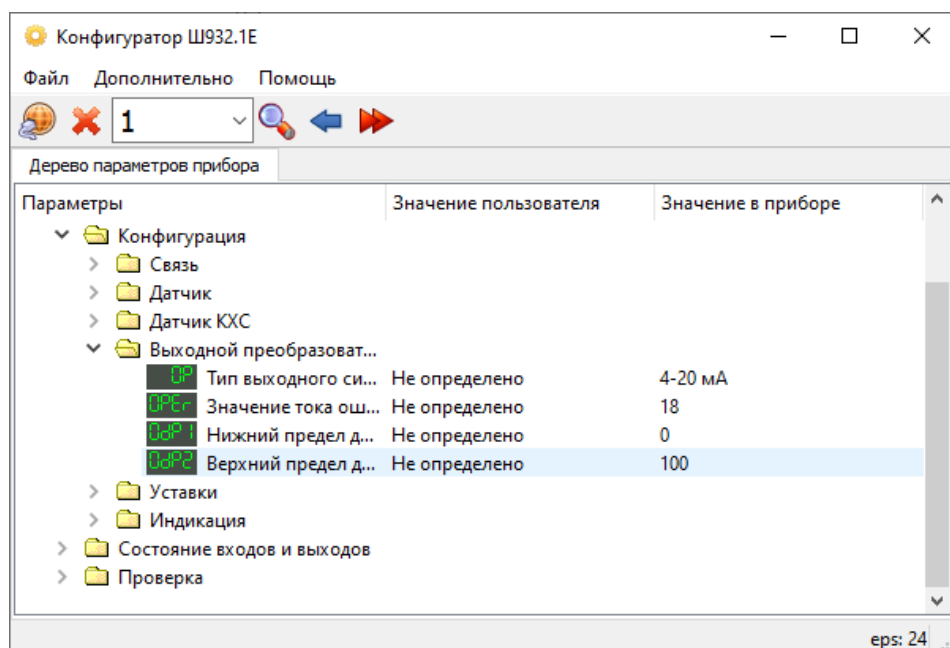 Конфигуратор Ш932.1Е
Файл Дополнительно Помощь
1
Дерево параметров прибора
Параметры Значение пользователя Значение в приборе
Конфигурация
Связь
Датчик
Датчик КХС
Выходной преобразоват...
OP Тип выходного си... Не определено 4-20 мА
OPEr Значение тока ош... Не определено 18
OdP1 Нижний предел д... Не определено 0
OdP2 Верхний предел д... Не определено 100
Уставки
Индикация
Состояние входов и выходов
Проверка
eps: 24